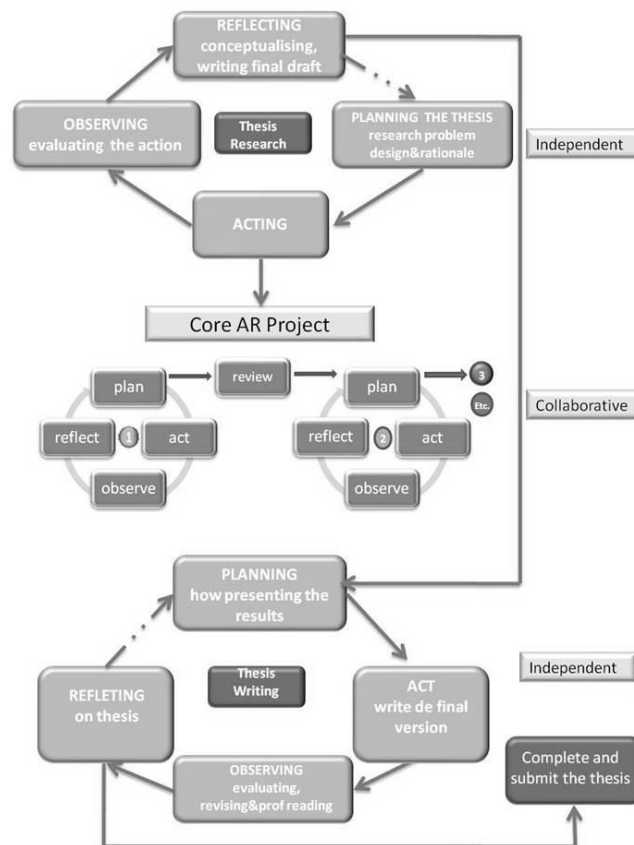 REFLECTING
conceptualising,
writing final draft
OBSERVING
evaluating the action
Thesis
Research
PLANNING THE THESIS
research problem
design&rationale
Independent
ACTING
Core AR Project
plan
review
plan
3
reflect
1
act
reflect
2
act
Etc.
Collaborative
observe
observe
PLANNING
how presenting the
results
Thesis
Writing
Independent
REFLETING
on thesis
ACT
write de final
version
OBSERVING
evaluating,
revising&prof reading
Complete and
submit the thesis